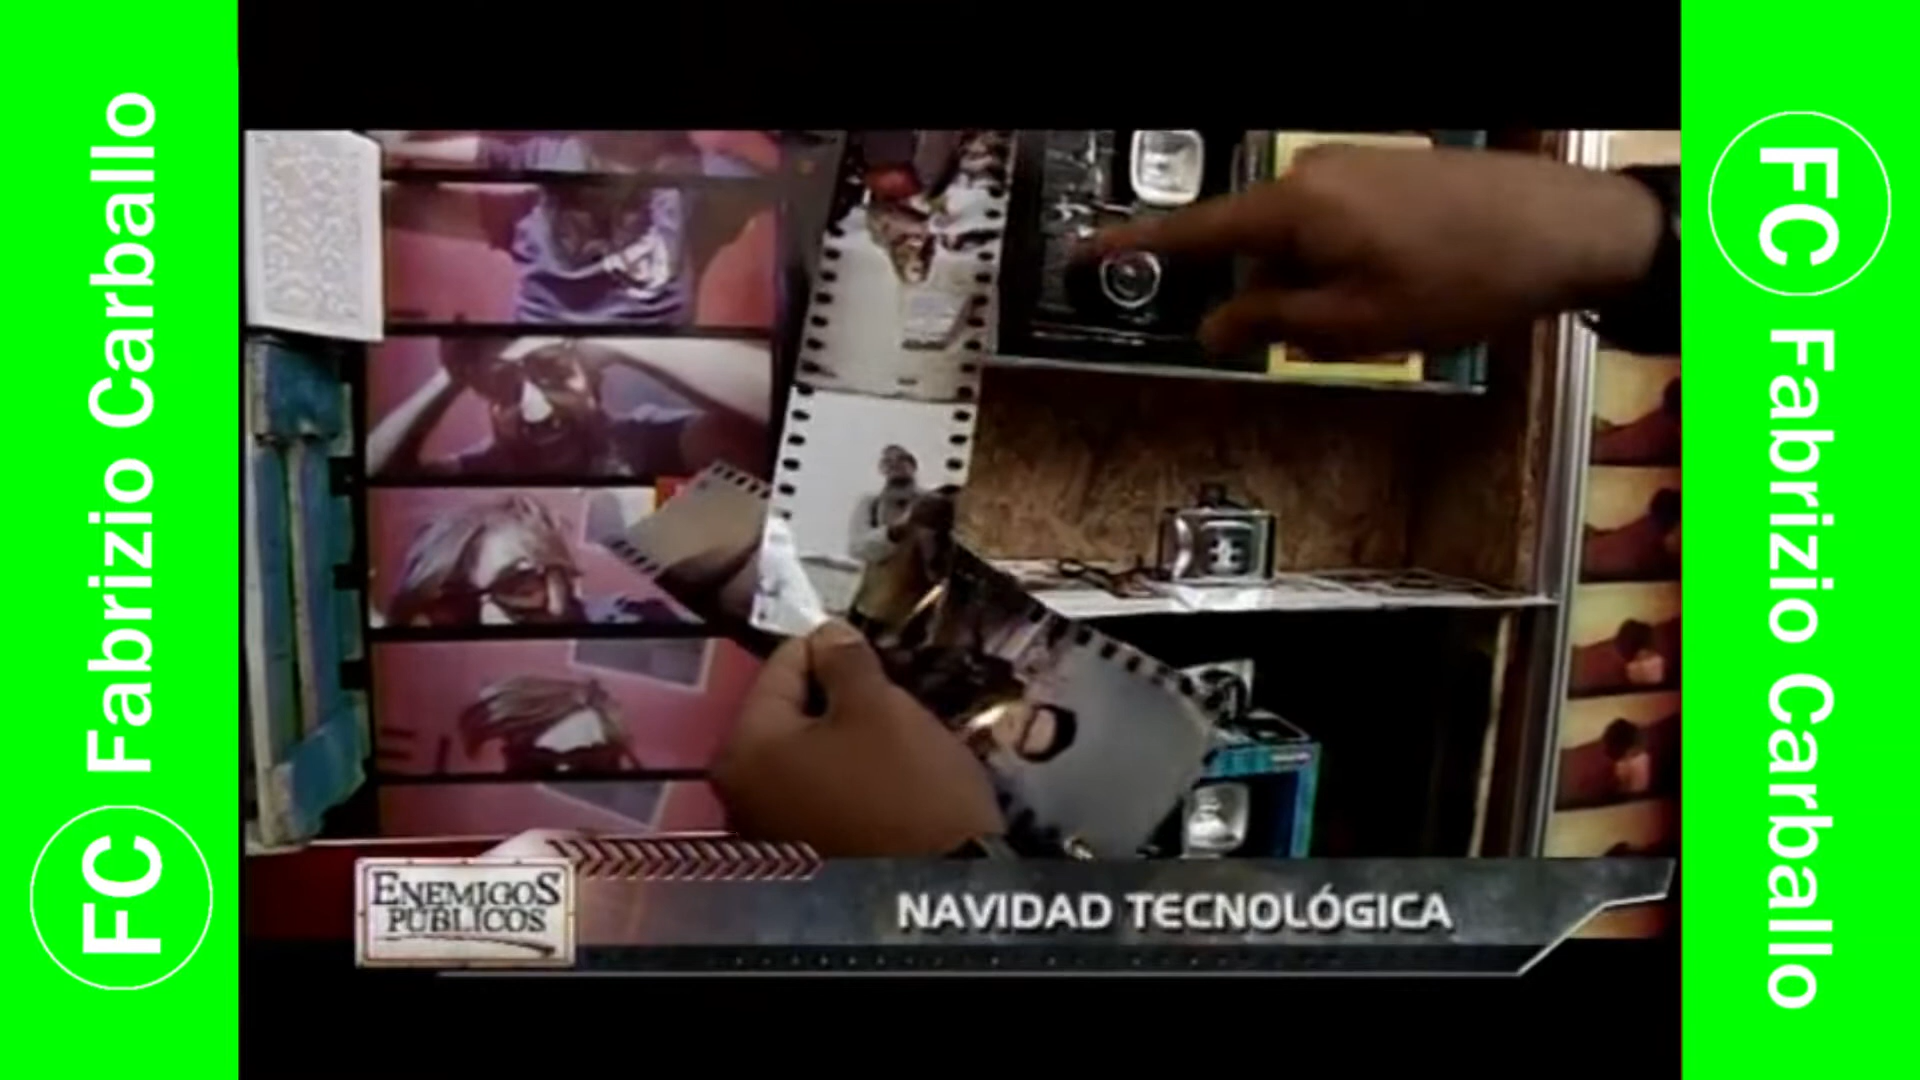 FC Fabrizio Carballo
ENEMIGOS
PÚBLICOS
NAVIDAD TECNOLÓGICA
FC Fabrizio Carballo